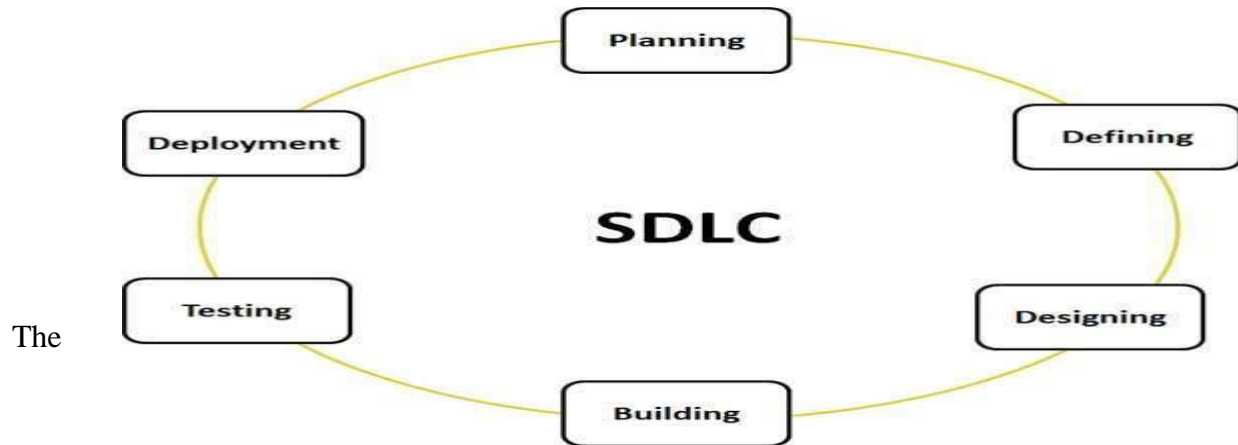 Planning
Deployment
Defining
SDLC
Testing
Designing
The
Building